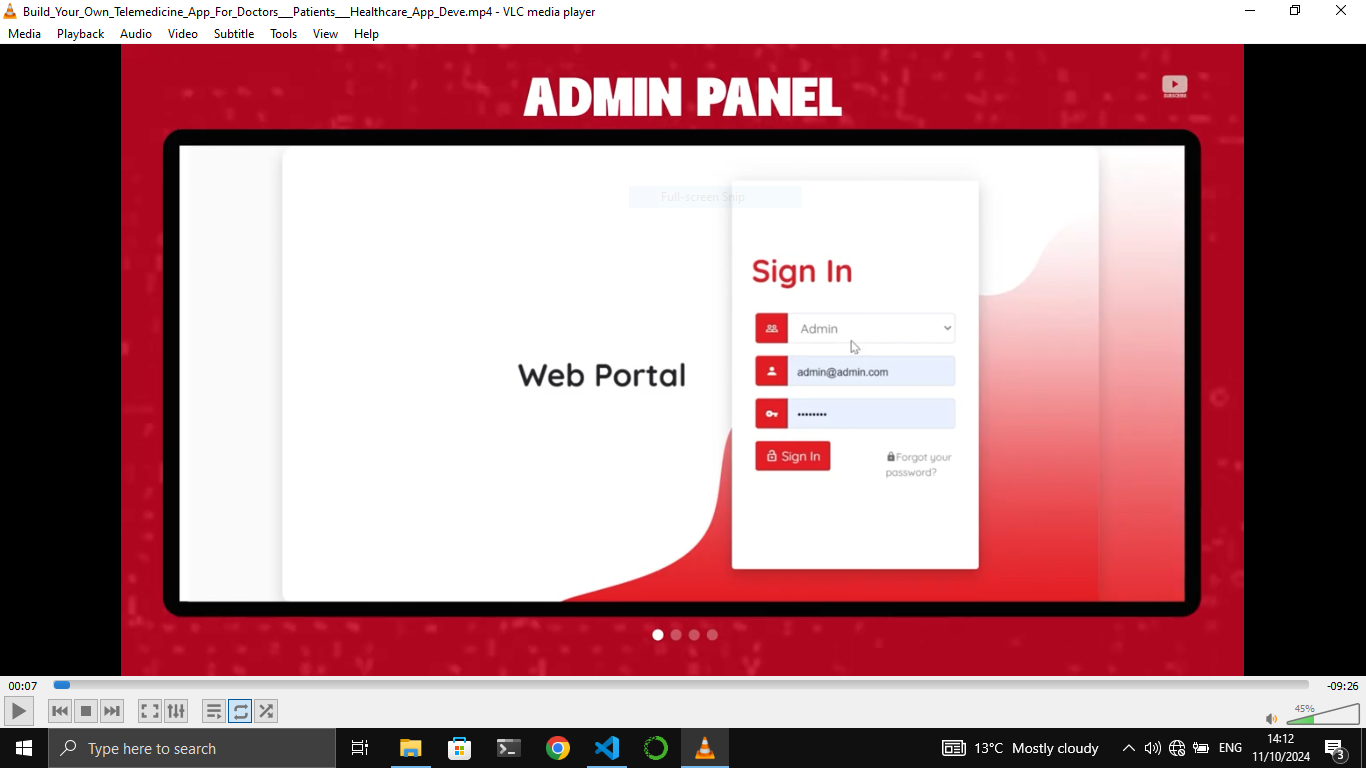 Build_Your_Own_Telemedicine_App_For_Doctors__Patients__Healthcare_App_Deve.mp4 - VLC media player
Media Playback Audio Video Subtitle Tools View Help
ADMIN PANEL
SUBSCRIBE
Full-screen Snip
Sign In
Admin
Web Portal
admin@admin.com
••••••••
Sign In
Forgot your
password?
00:07
-09:26
45%
Type here to search
13°C Mostly cloudy
ENG
14:12
11/10/2024
3